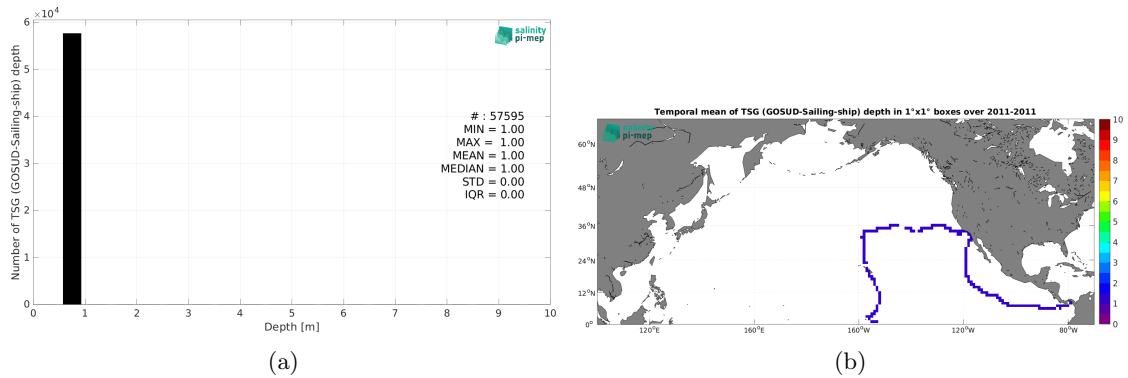 ×10⁴
6
5
4
3
2
1
0
Number of TSG (GOSUD-Sailing-ship) depth
salinity
pi-mep
# : 57595
MIN = 1.00
MAX = 1.00
MEAN = 1.00
MEDIAN = 1.00
STD = 0.00
IQR = 0.00
0 1 2 3 4 5 6 7 8 9 10
Depth [m]
(a)
Temporal mean of TSG (GOSUD-Sailing-ship) depth in 1°x1° boxes over 2011-2011
salinity
pi-mep
60°N
48°N
36°N
24°N
12°N
0°
120°E 160°E 160°W 120°W 80°W
10
9
8
7
6
5
4
3
2
1
0
(b)